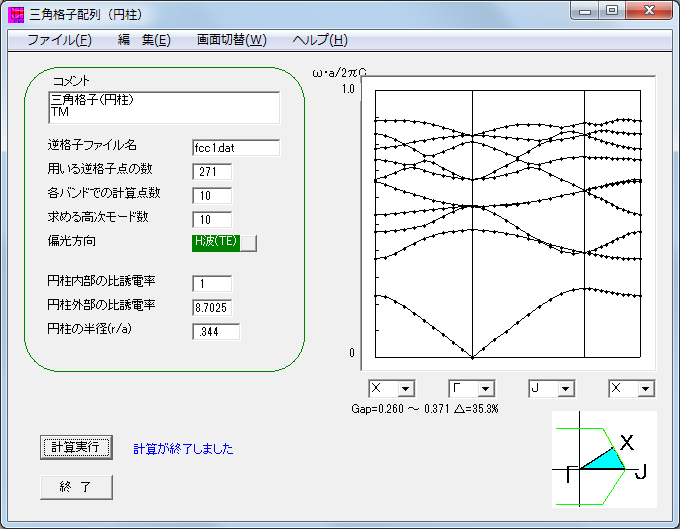 三角格子配列（円柱）
ファイル(F) 編　集(E) 画面切替(W) ヘルプ(H)
コメント
三角格子(円柱)
TM
逆格子ファイル名 fcc1.dat
用いる逆格子点の数 271
各バンドでの計算点数 10
求める高次モード数 10
偏光方向 H波(TE)
円柱内部の比誘電率 1
円柱外部の比誘電率 8.7025
円柱の半径(r/a) .344
計算実行 計算が終了しました
終　了
ω・a/2πC
1.0
0
X Γ J X
Gap=0.260 ～ 0.371 △=35.3%
X
Γ J